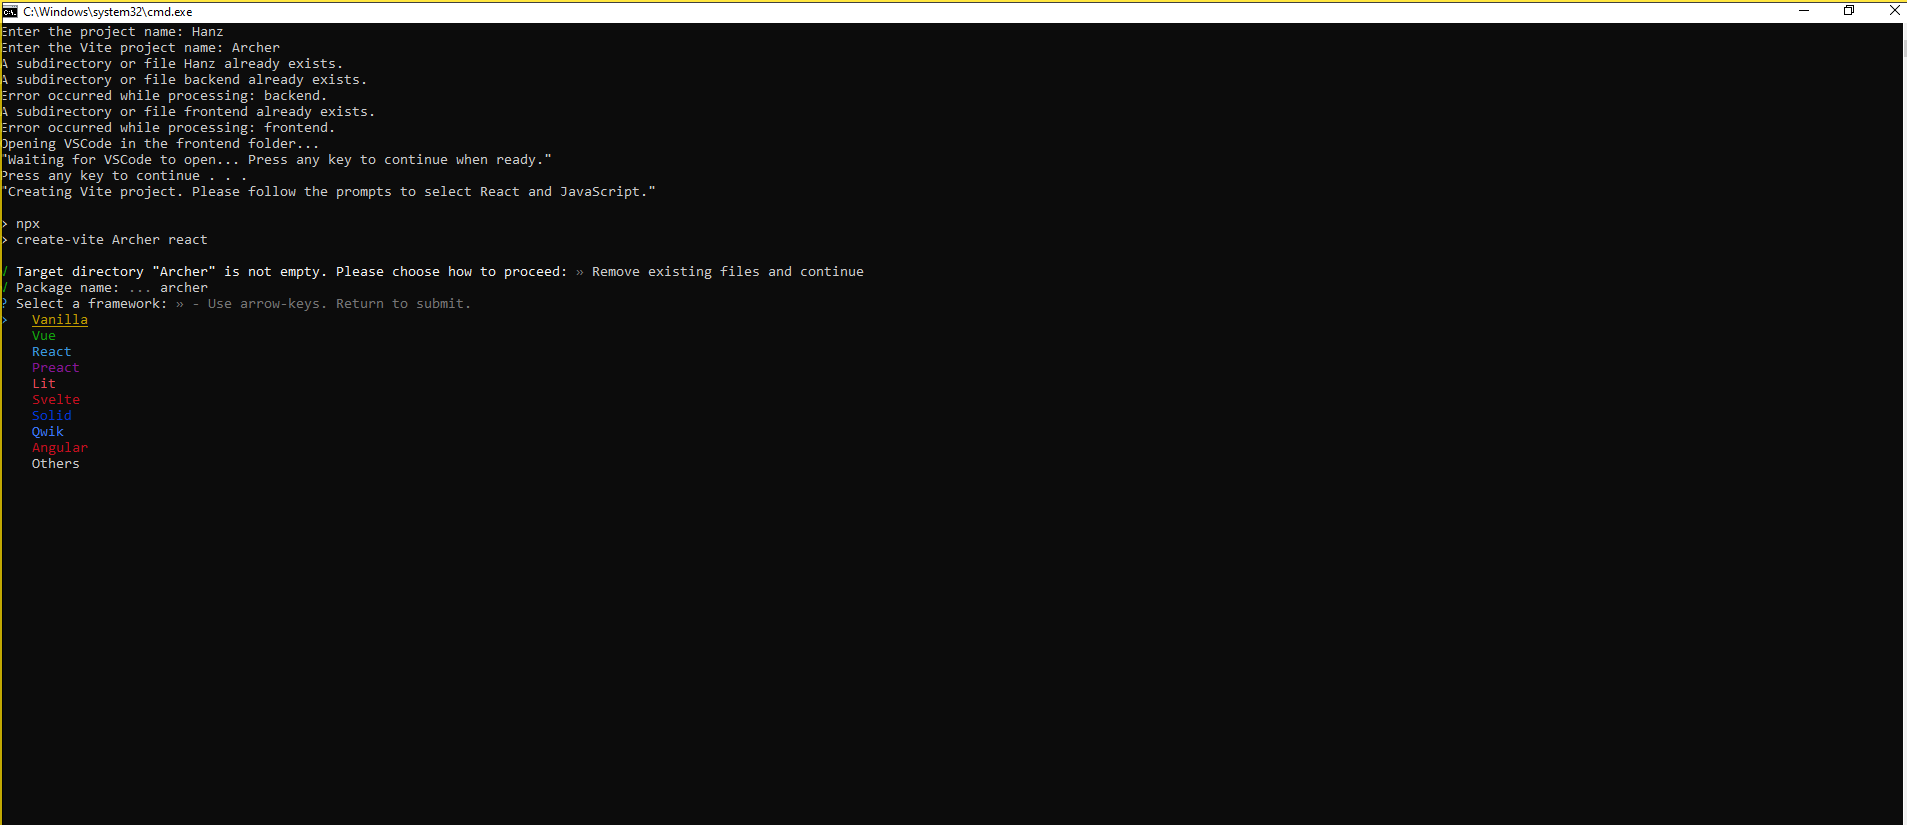 C:\Windows\system32\cmd.exe
Enter the project name: Hanz
Enter the Vite project name: Archer
A subdirectory or file Hanz already exists.
A subdirectory or file backend already exists.
Error occurred while processing: backend.
A subdirectory or file frontend already exists.
Error occurred while processing: frontend.
Opening VSCode in the frontend folder...
"Waiting for VSCode to open... Press any key to continue when ready."
Press any key to continue . . .
"Creating Vite project. Please follow the prompts to select React and JavaScript."
> npx
> create-vite Archer react
√ Target directory "Archer" is not empty. Please choose how to proceed: » Remove existing files and continue
√ Package name: ... archer
? Select a framework: » - Use arrow-keys. Return to submit.
>   Vanilla
Vue
React
Preact
Lit
Svelte
Solid
Qwik
Angular
Others